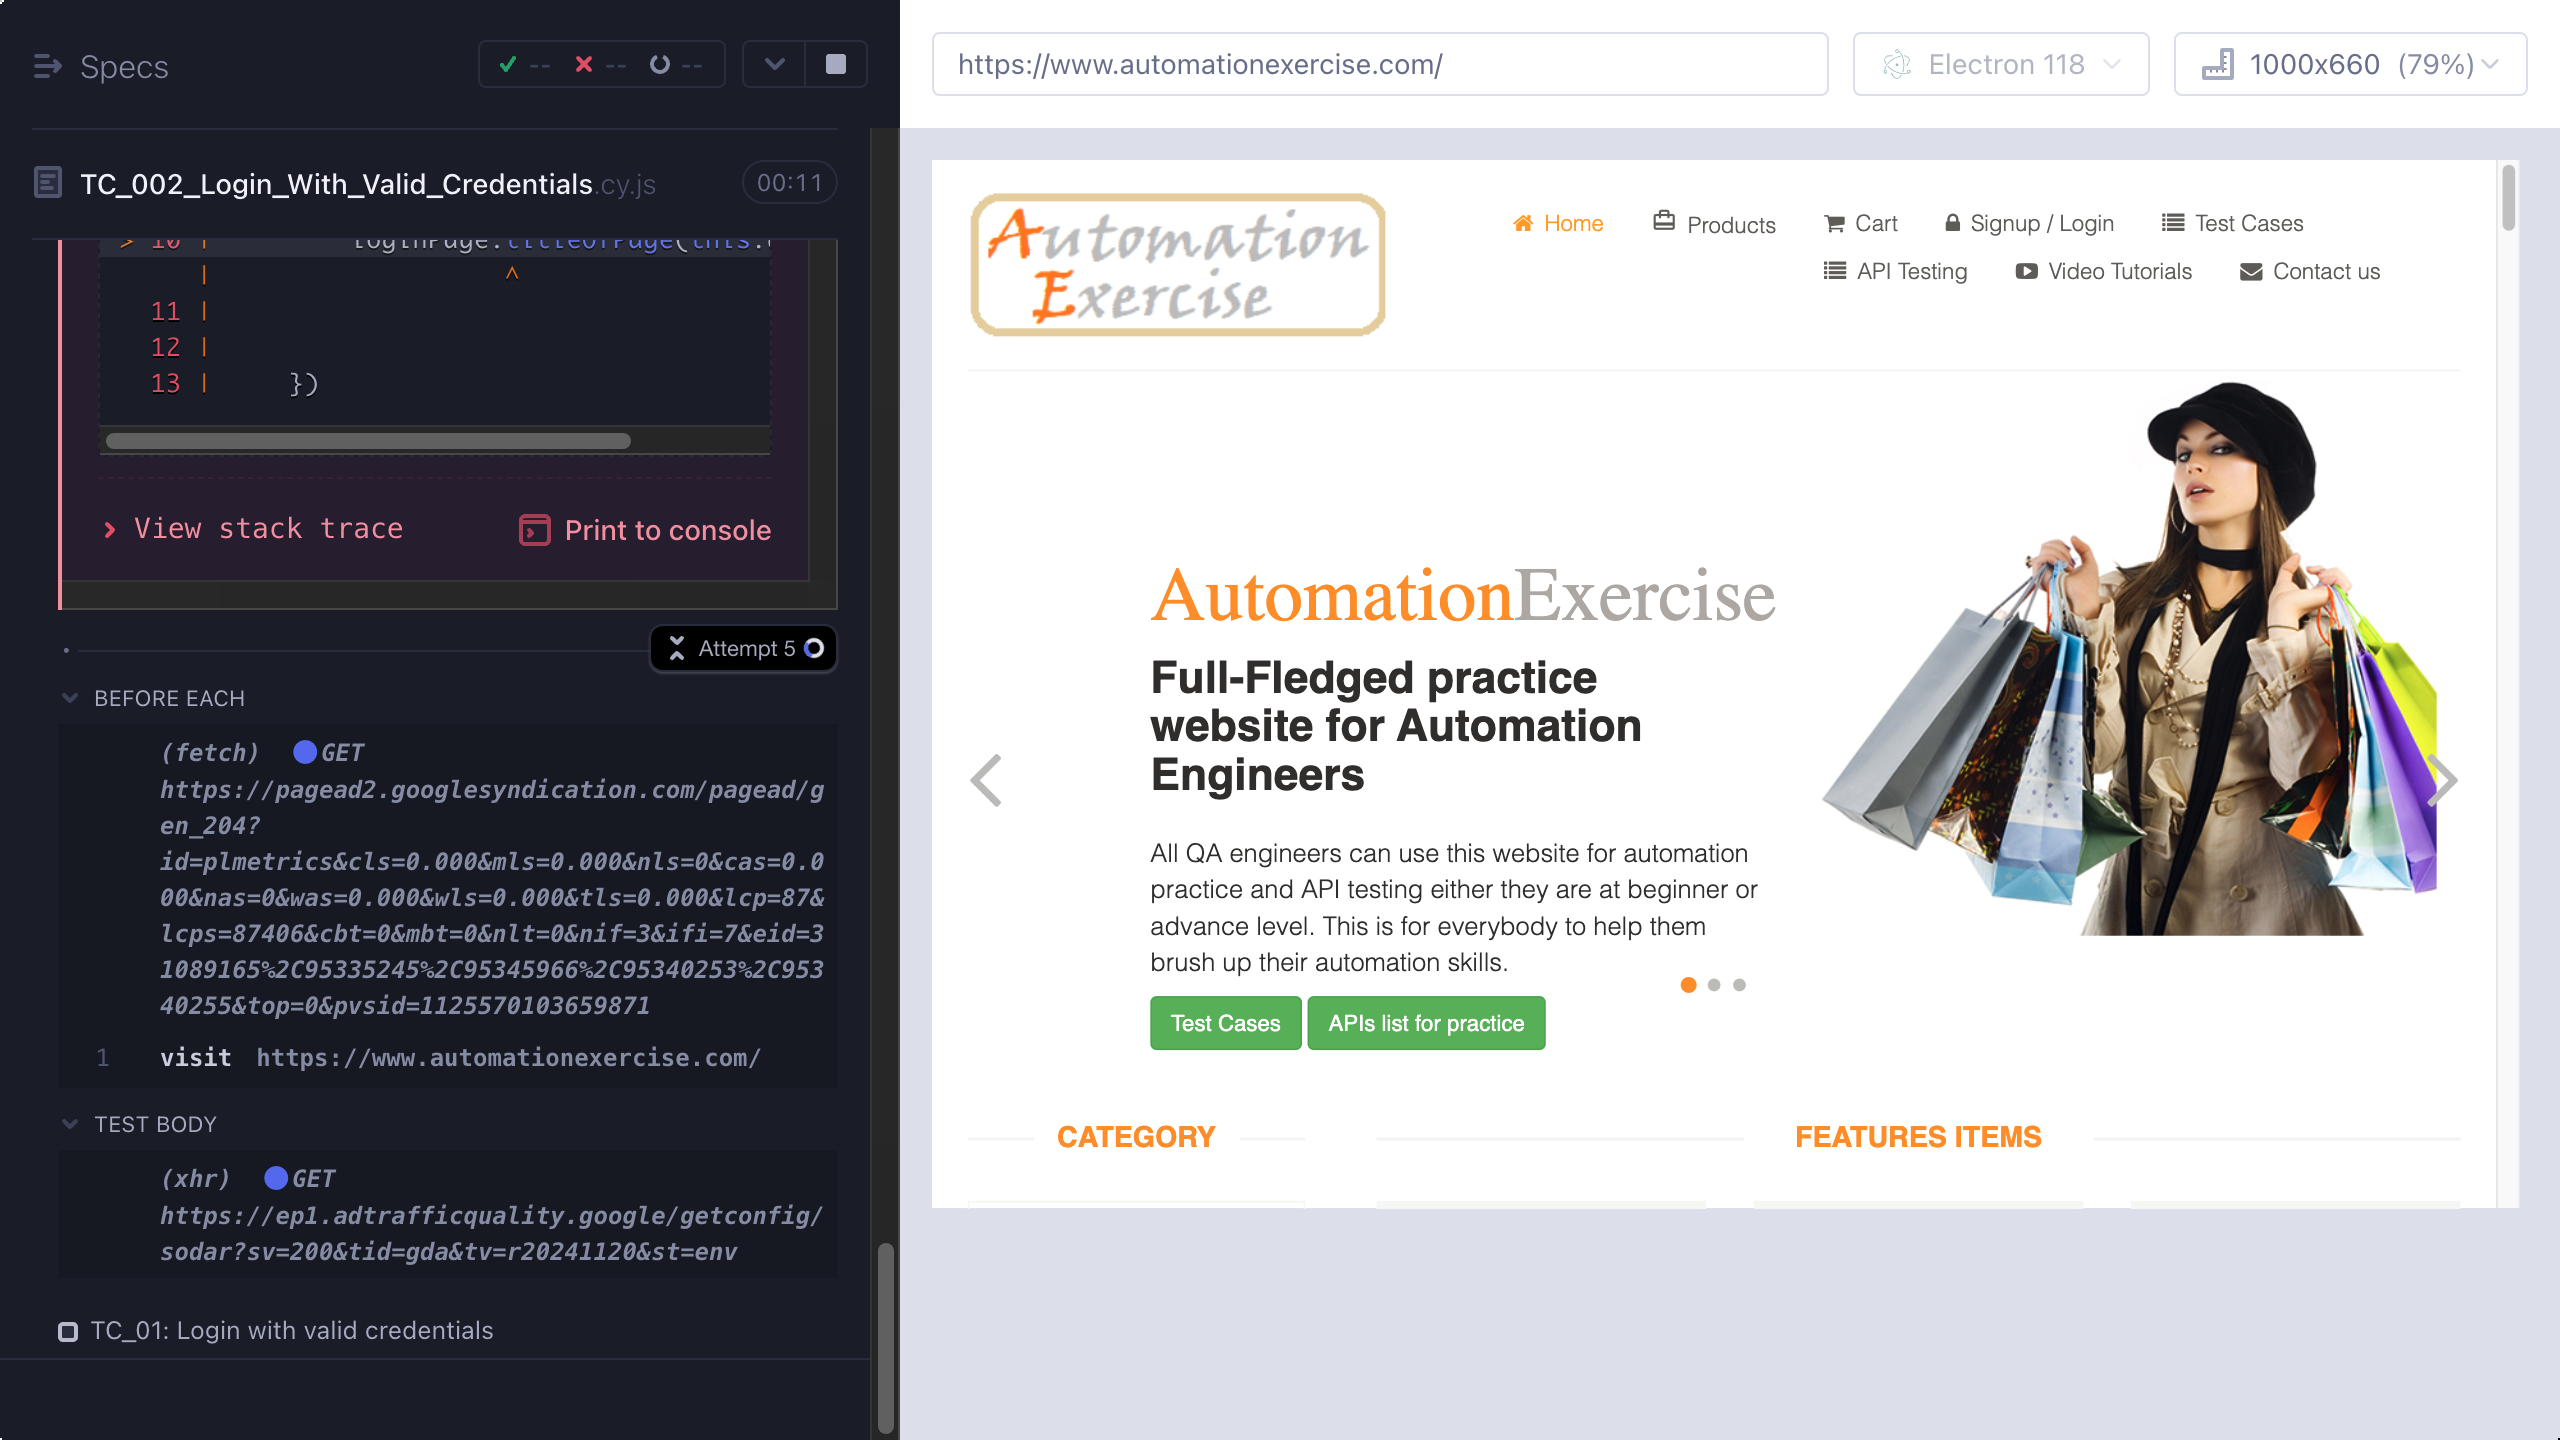 Specs
-- -- --
https://www.automationexercise.com/
Electron 118
1000x660 (79%)
TC_002_Login_With_Valid_Credentials.cy.js
00:11
> 10 | loginPage.titleOfPage(this.
| ^
11 |
12 |
13 | })
View stack trace
Print to console
Attempt 5
BEFORE EACH
(fetch) GET
https://pagead2.googlesyndication.com/pagead/g
en_204?
id=plmetrics&cls=0.000&mls=0.000&nls=0&cas=0.0
00&nas=0&was=0.000&wls=0.000&tls=0.000&lcp=87&
lcps=87406&cbt=0&mbt=0&nlt=0&nif=3&ifi=7&eid=3
1089165%2C95335245%2C95345966%2C95340253%2C953
40255&top=0&pvsid=1125570103659871
1 visit https://www.automationexercise.com/
TEST BODY
(xhr) GET
https://ep1.adtrafficquality.google/getconfig/
sodar?sv=200&tid=gda&tv=r20241120&st=env
TC_01: Login with valid credentials
Automation
Exercise
Home
Products
Cart
Signup / Login
Test Cases
API Testing
Video Tutorials
Contact us
AutomationExercise
Full-Fledged practice
website for Automation
Engineers
All QA engineers can use this website for automation
practice and API testing either they are at beginner or
advance level. This is for everybody to help them
brush up their automation skills.
Test Cases
APIs list for practice
CATEGORY
FEATURES ITEMS